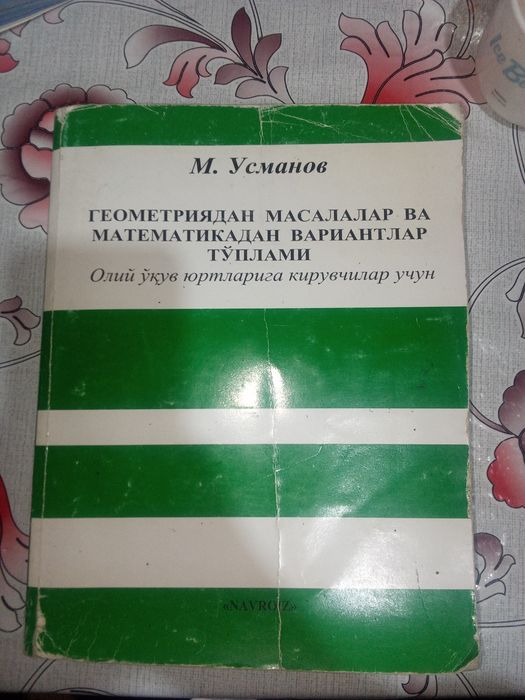 М. Усманов
ГЕОМЕТРИЯДАН МАСАЛАЛАР ВА
МАТЕМАТИКАДАН ВАРИАНТЛАР
ТЎПЛАМИ
Олий ўқув юртларига кирувчилар учун
«NAVRO‘Z»